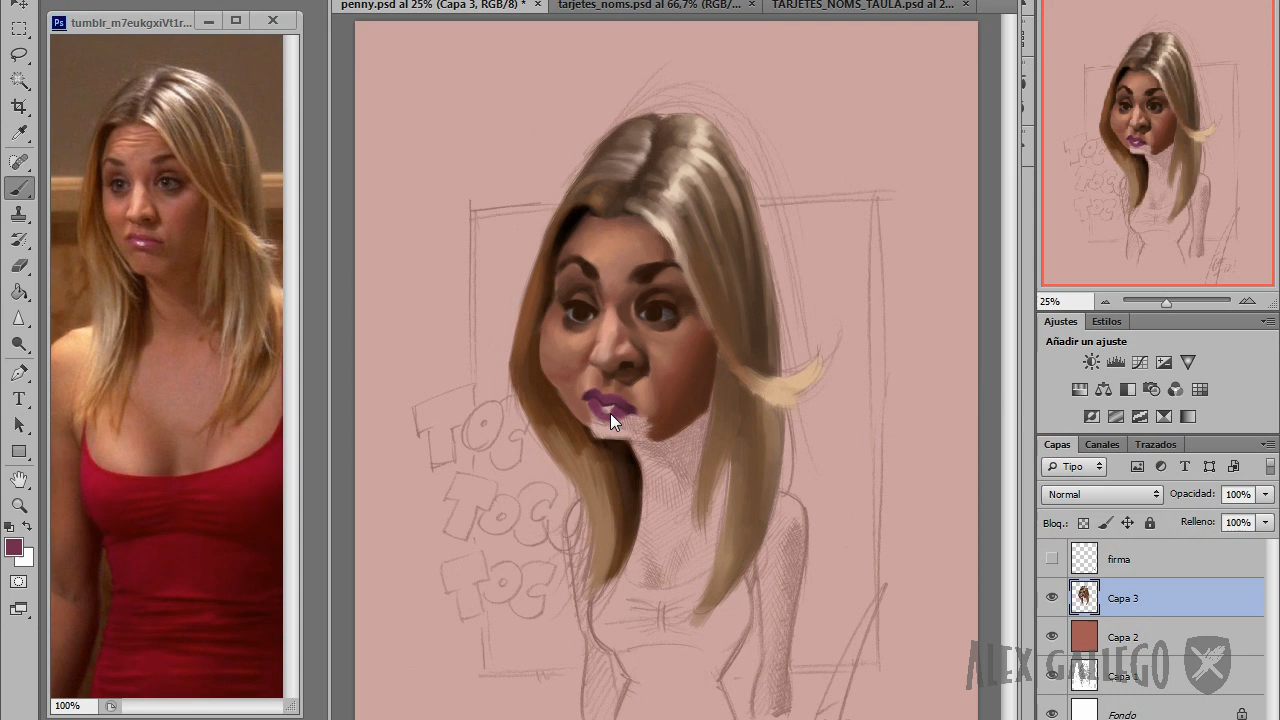 tumblr_m7eukgxiVt1r...
penny.psd al 25% (Capa 3, RGB/8) *
tarjetes_noms.psd al 66,7% (RGB/...
TARJETES_NOMS_TAULA.psd al 2...
TOC
TOC
TOC
100%
25%
Ajustes
Estilos
Añadir un ajuste
Capas
Canales
Trazados
Tipo
Normal
Opacidad:
100%
Bloq.:
Relleno:
100%
firma
Capa 3
Capa 2
Capa 1
Fondo
ALEX GALLEGO